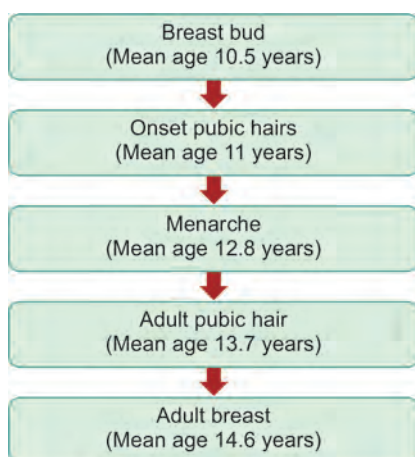 Breast bud
(Mean age 10.5 years)
Onset pubic hairs
(Mean age 11 years)
Menarche
(Mean age 12.8 years)
Adult pubic hair
(Mean age 13.7 years)
Adult breast
(Mean age 14.6 years)